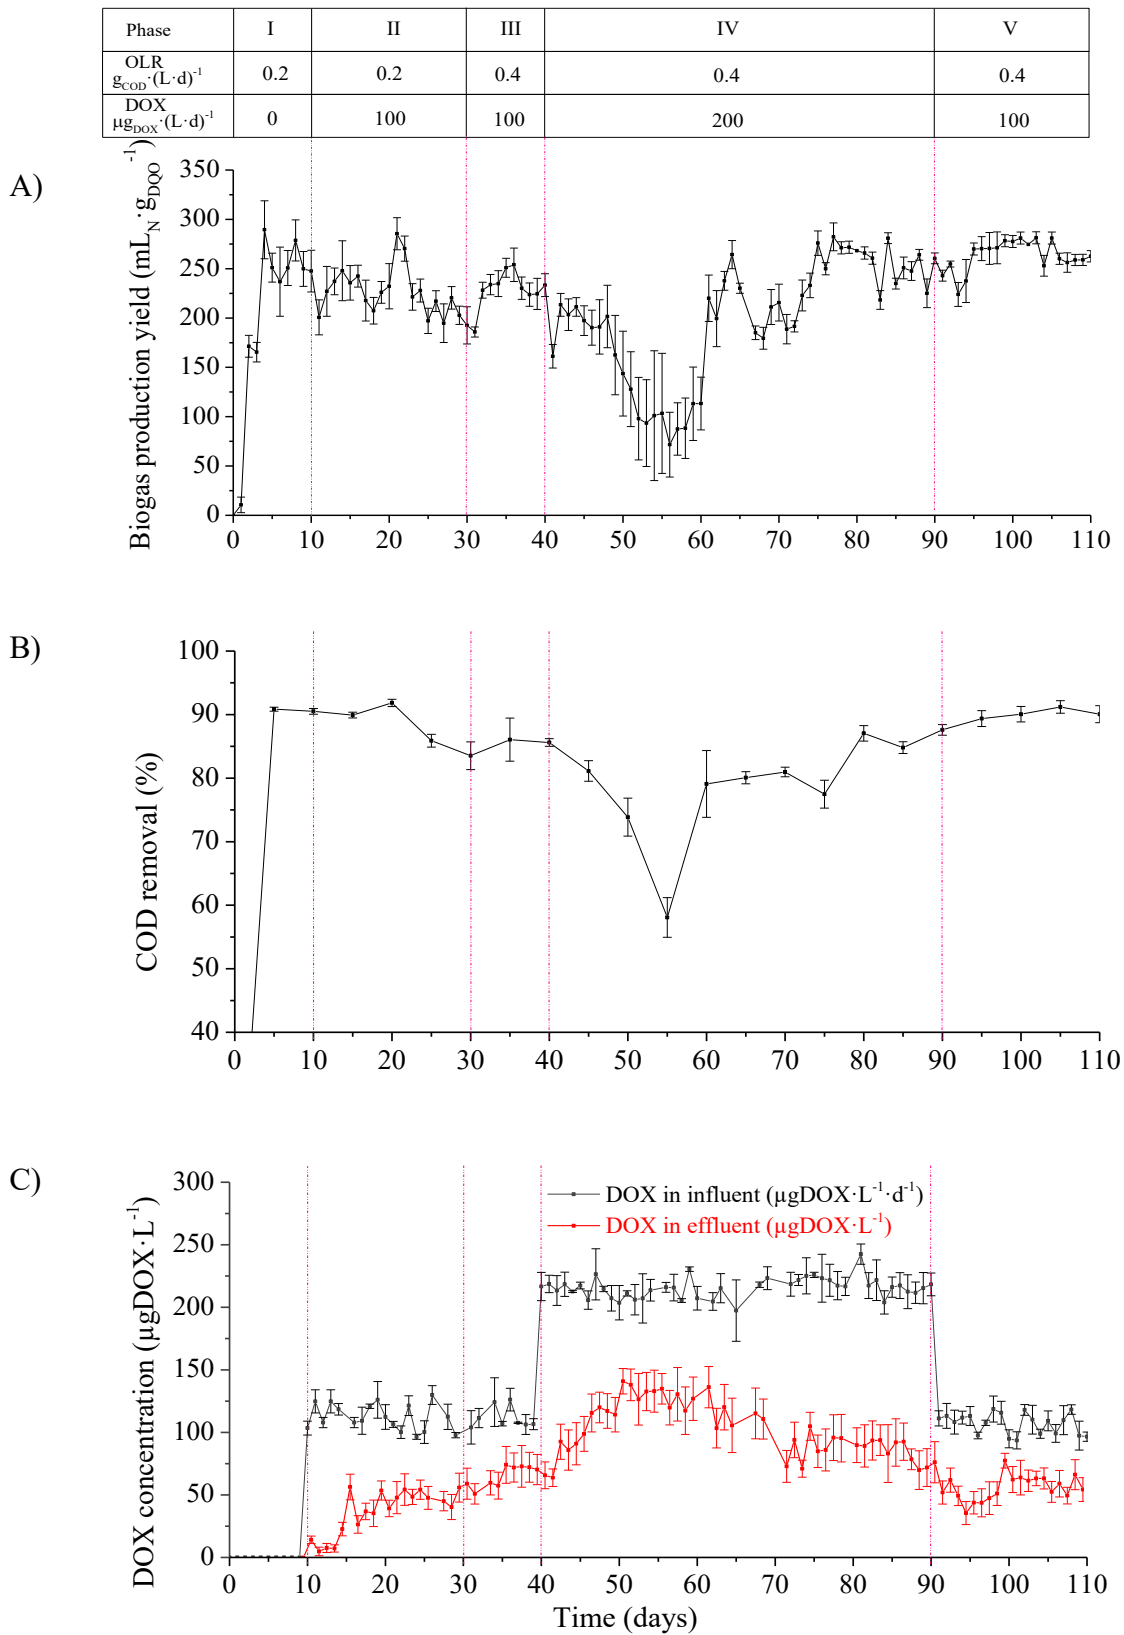 Phase I II III IV V
OLR g_COD·(L·d)⁻¹ 0.2 0.2 0.4 0.4 0.4
DOX µg_DOX·(L·d)⁻¹ 0 100 100 200 100
A)
Biogas production yield (mL_N·g_DQO⁻¹)
350
300
250
200
150
100
50
0
0 10 20 30 40 50 60 70 80 90 100 110
B)
COD removal (%)
100
90
80
70
60
50
40
0 10 20 30 40 50 60 70 80 90 100 110
C)
DOX concentration (µgDOX·L⁻¹)
300
250
200
150
100
50
0
DOX in influent (µgDOX·L⁻¹·d⁻¹)
DOX in effluent (µgDOX·L⁻¹)
0 10 20 30 40 50 60 70 80 90 100 110
Time (days)